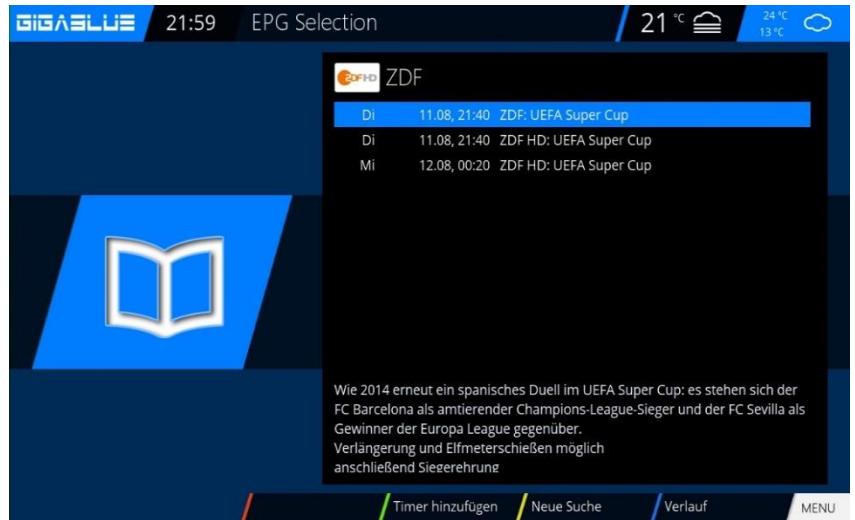 GIGABLUE 21:59 EPG Selection 21 °C 24 °C
13 °C
ZDF HD ZDF
Di 11.08, 21:40 ZDF: UEFA Super Cup
Di 11.08, 21:40 ZDF HD: UEFA Super Cup
Mi 12.08, 00:20 ZDF HD: UEFA Super Cup
Wie 2014 erneut ein spanisches Duell im UEFA Super Cup: es stehen sich der
FC Barcelona als amtierender Champions-League-Sieger und der FC Sevilla als
Gewinner der Europa League gegenüber.
Verlängerung und Elfmeterschießen möglich
anschließend Siegerehrung
Timer hinzufügen Neue Suche Verlauf MENU